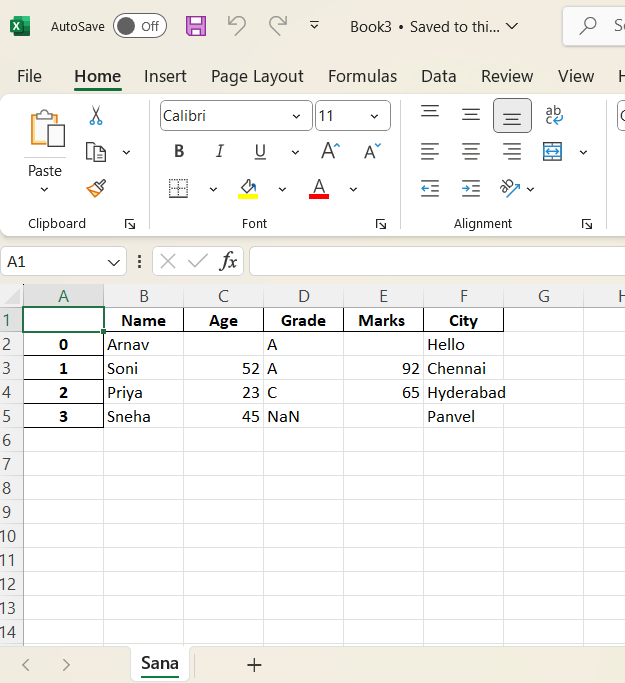 AutoSave Off Book3 • Saved to thi...
File Home Insert Page Layout Formulas Data Review View
Calibri 11 ab
Paste B I U A A c
A
Clipboard Font Alignment
A1 fx
A B C D E F G H
1 Name Age Grade Marks City
2 0 Arnav A Hello
3 1 Soni 52 A 92 Chennai
4 2 Priya 23 C 65 Hyderabad
5 3 Sneha 45 NaN Panvel
6
7
8
9
10
11
12
13
14
Sana